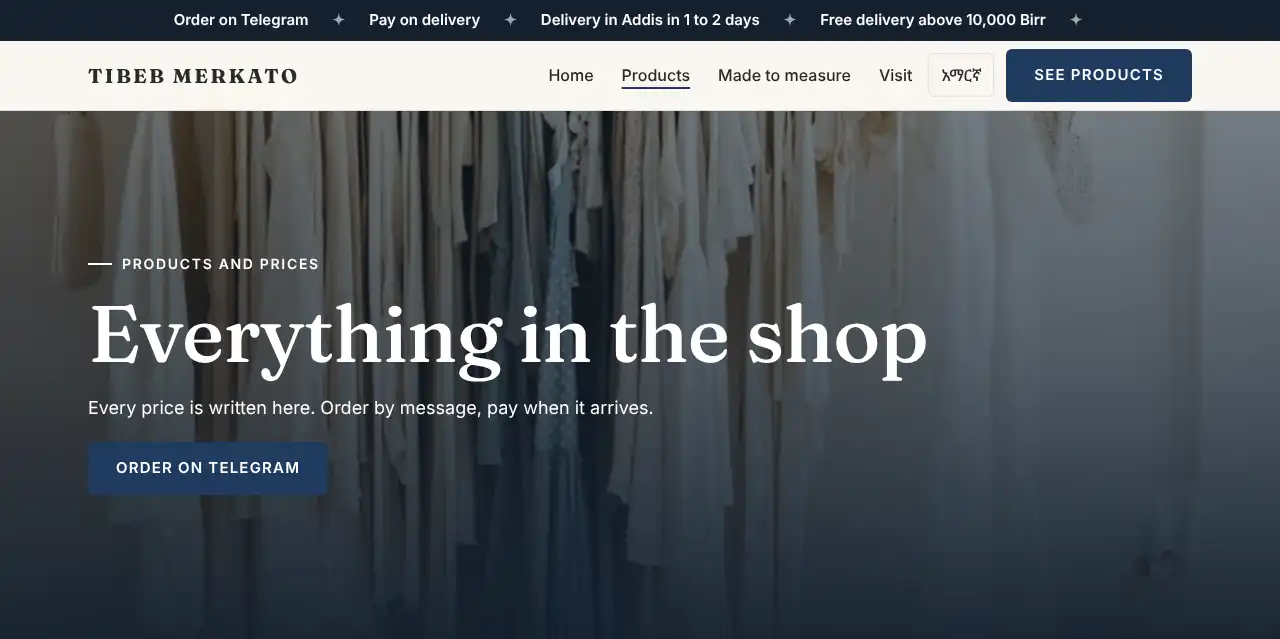 Order on Telegram ✦ Pay on delivery ✦ Delivery in Addis in 1 to 2 days ✦ Free delivery above 10,000 Birr ✦
TIBEB MERKATO Home Products Made to measure Visit አማርኛ SEE PRODUCTS
PRODUCTS AND PRICES
Everything in the shop
Every price is written here. Order by message, pay when it arrives.
ORDER ON TELEGRAM